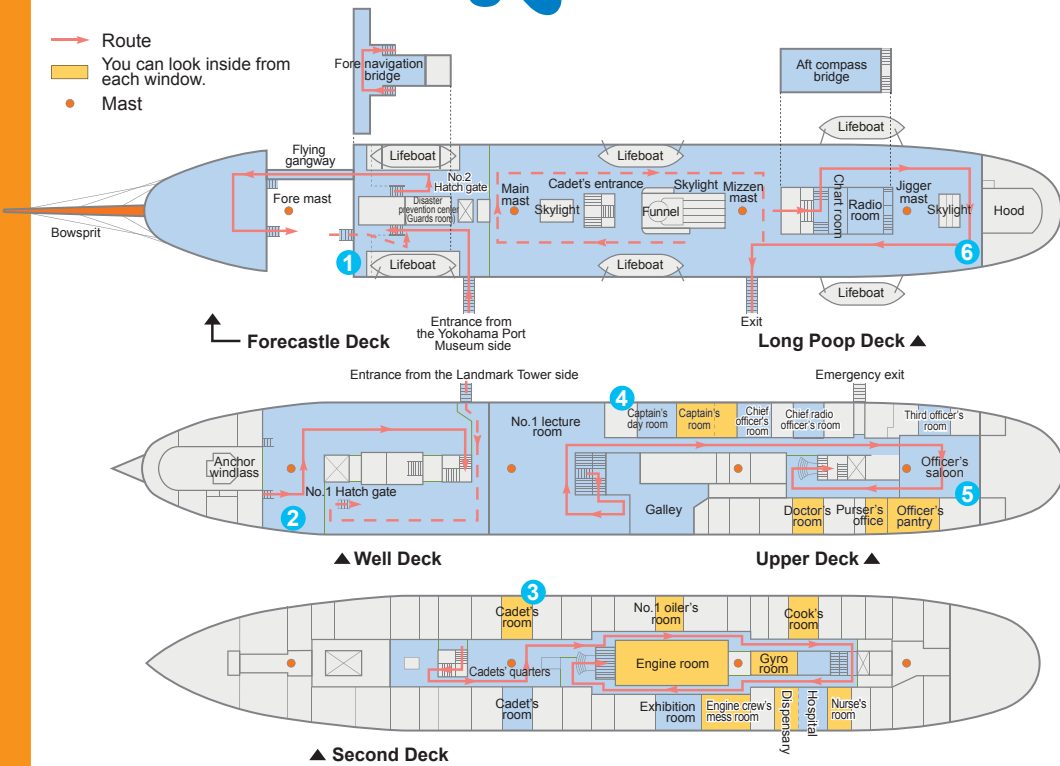 Route
You can look inside from
each window.
Mast
Fore navigation
bridge
Aft compass
bridge
Lifeboat
Flying
gangway
Lifeboat
Lifeboat
No.2
Hatch gate
Fore mast
Disaster
prevention center
(Guards room)
Main
mast
Cadet's entrance
Skylight
Skylight
Funnel
Mizzen
mast
Chart room
Radio
room
Jigger
mast
Skylight
Hood
Bowsprit
1
Lifeboat
Lifeboat
6
Lifeboat
Entrance from
the Yokohama Port
Museum side
Exit
Forecastle Deck
Long Poop Deck ▲
Entrance from the Landmark Tower side
Emergency exit
4
No.1 lecture
room
Captain's
day room
Captain's
room
Chief
officer's
room
Chief radio
officer's room
Third officer's
room
Anchor
windlass
Officer's
saloon
No.1 Hatch gate
2
Galley
Doctor's
room
Purser's
office
Officer's
pantry
5
▲ Well Deck
Upper Deck ▲
3
Cadet's
room
No.1 oiler's
room
Cook's
room
Cadets' quarters
Engine room
Gyro
room
Cadet's
room
Exhibition
room
Engine crew's
mess room
Dispensary
Hospital
Nurse's
room
▲ Second Deck